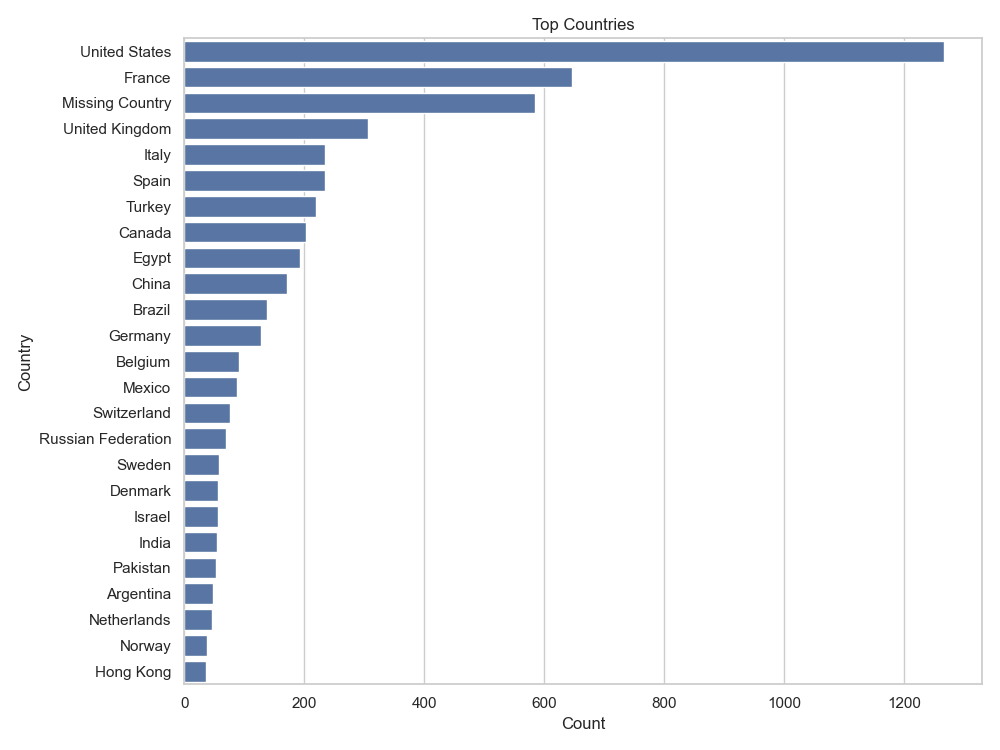 Top Countries
United States
France
Missing Country
United Kingdom
Italy
Spain
Turkey
Canada
Egypt
China
Brazil
Germany
Belgium
Mexico
Switzerland
Russian Federation
Sweden
Denmark
Israel
India
Pakistan
Argentina
Netherlands
Norway
Hong Kong
Country
0 200 400 600 800 1000 1200
Count